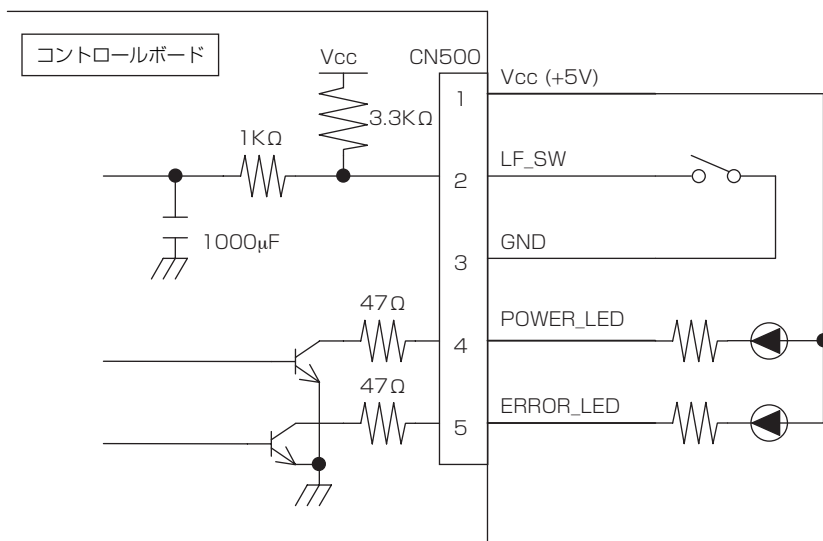 コントロールボード
Vcc
CN500
Vcc (+5V)
1
3.3KΩ
1KΩ
LF_SW
2
1000μF
GND
3
47Ω
POWER_LED
4
47Ω
ERROR_LED
5